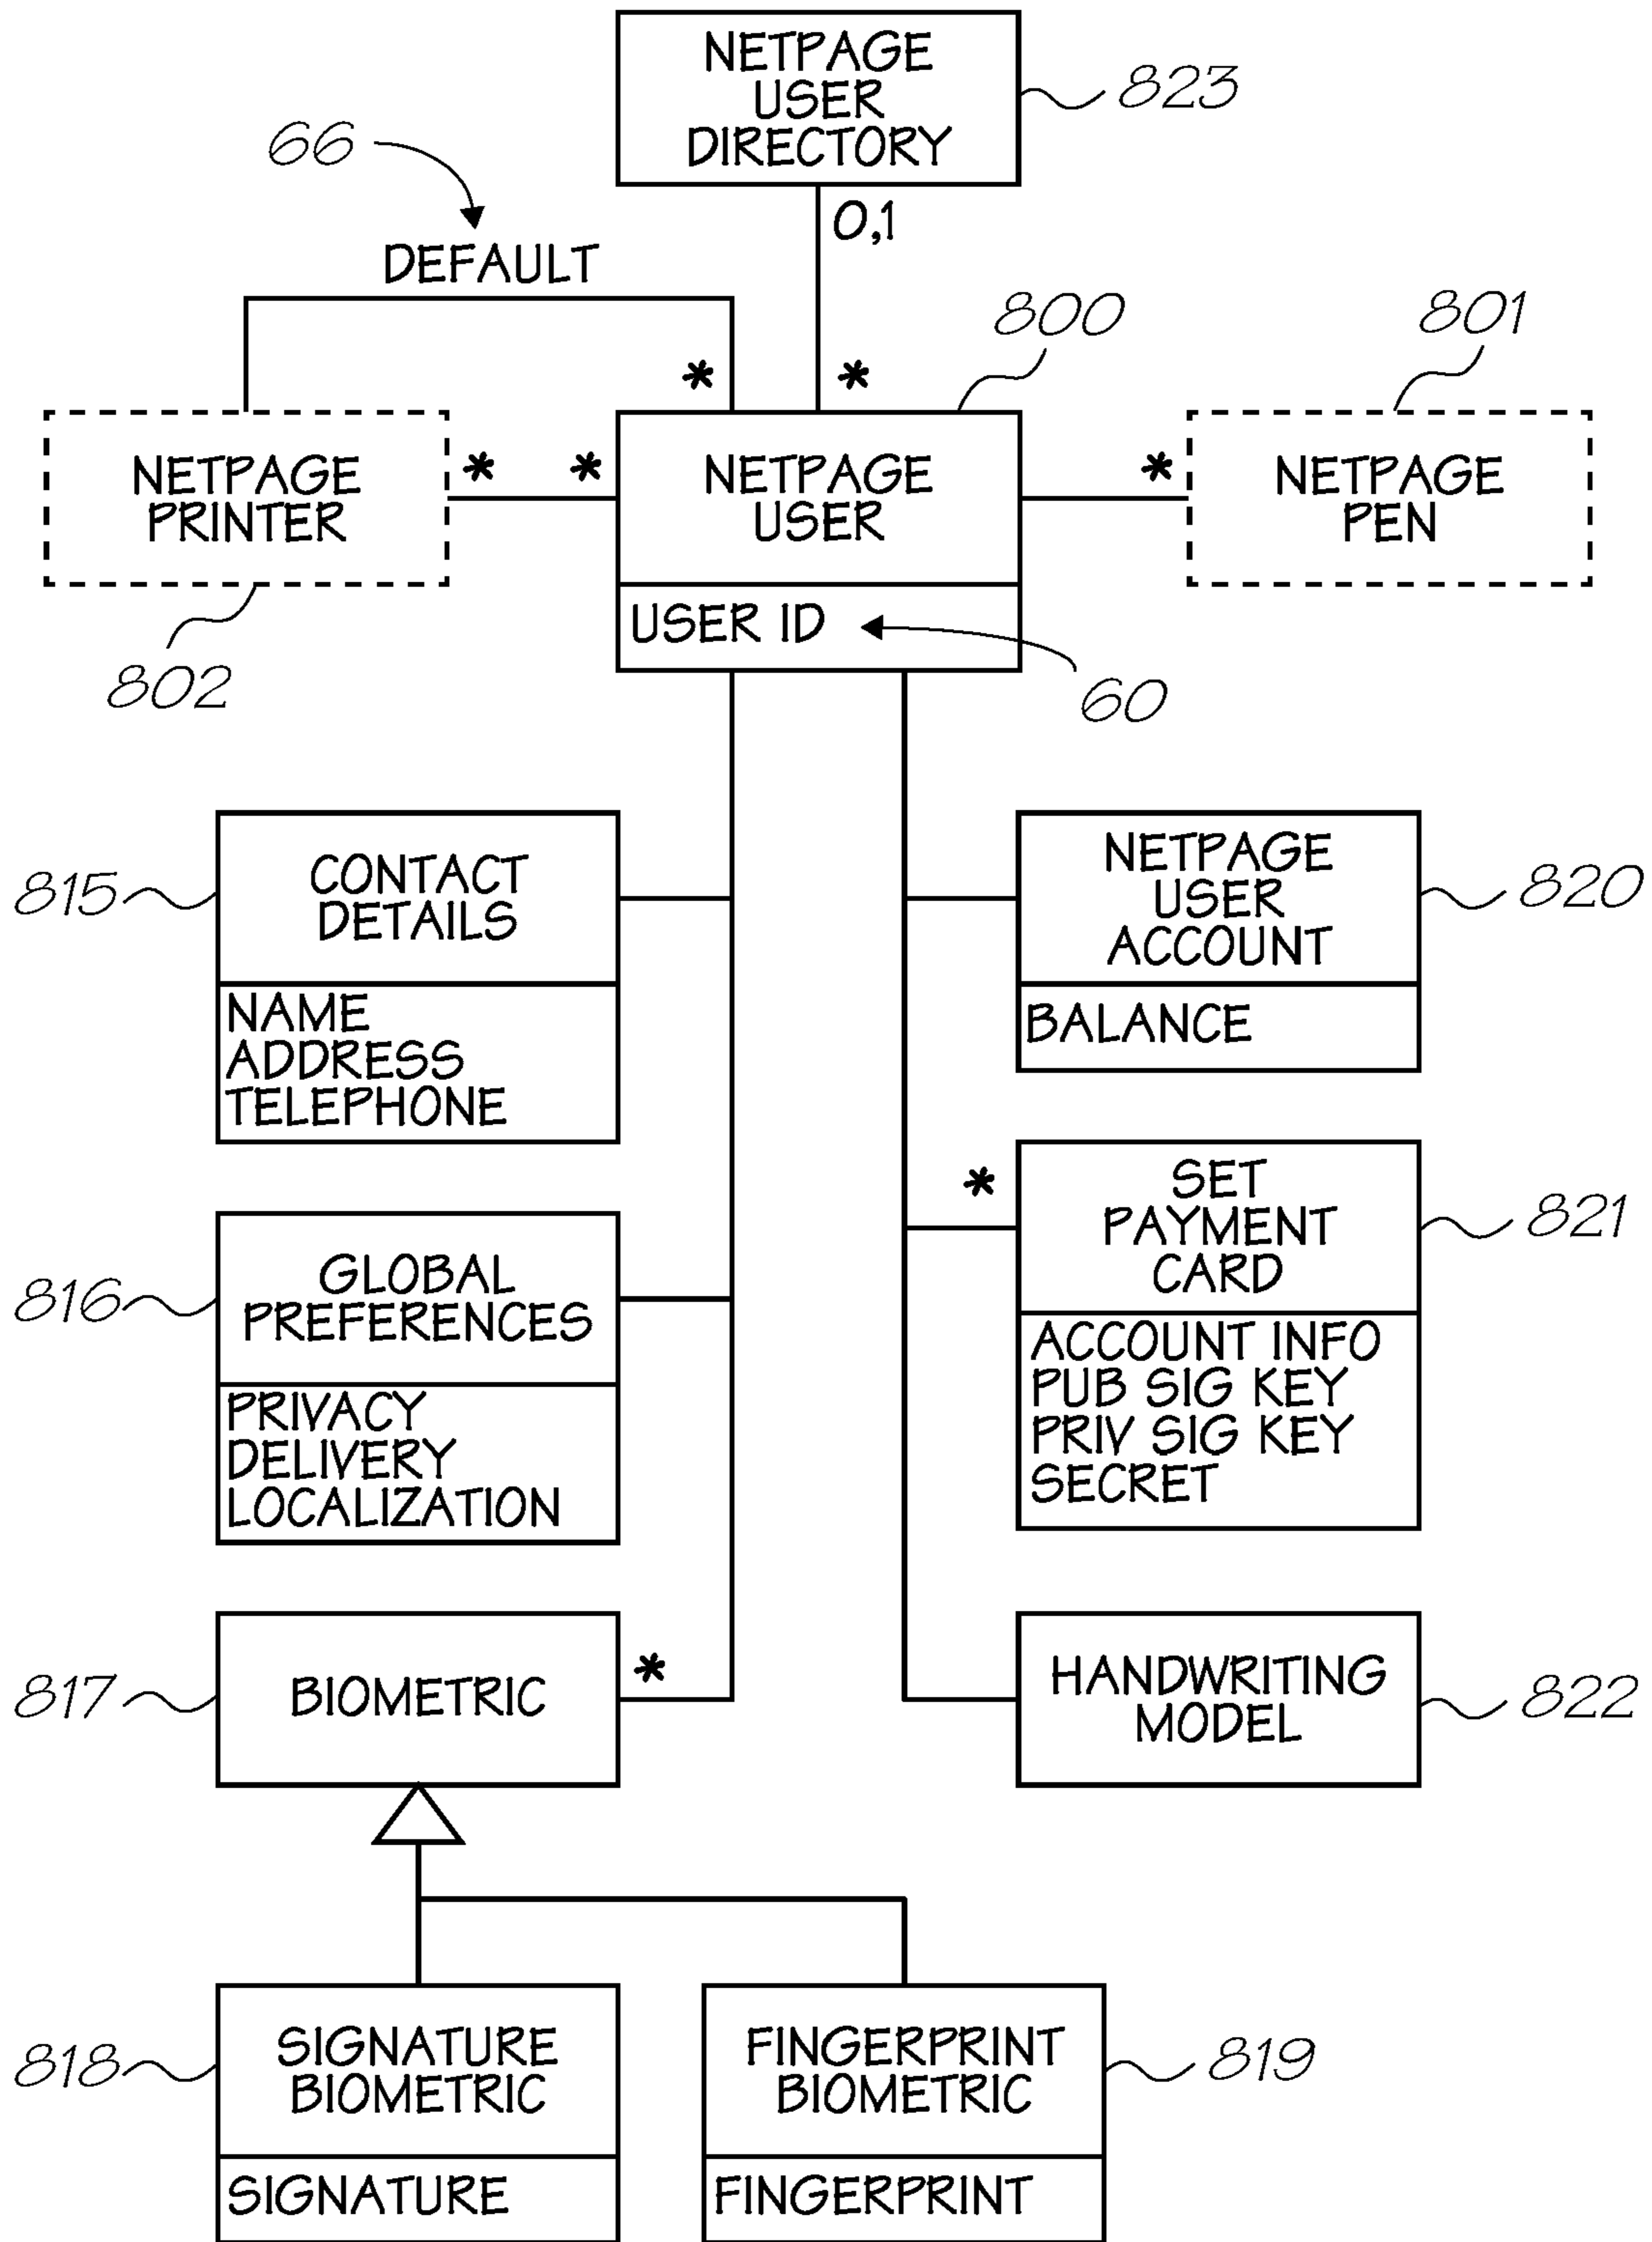 NETPAGE
USER
DIRECTORY
823
66
DEFAULT
0,1
*
*
800
801
NETPAGE
PRINTER
*
*
NETPAGE
USER
*
NETPAGE
PEN
USER ID
802
60
815
CONTACT
DETAILS
NAME
ADDRESS
TELEPHONE
NETPAGE
USER
ACCOUNT
820
BALANCE
816
GLOBAL
PREFERENCES
PRIVACY
DELIVERY
LOCALIZATION
*
SET
PAYMENT
CARD
821
ACCOUNT INFO
PUB SIG KEY
PRIV SIG KEY
SECRET
817
BIOMETRIC
*
HANDWRITING
MODEL
822
818
SIGNATURE
BIOMETRIC
SIGNATURE
FINGERPRINT
BIOMETRIC
819
FINGERPRINT